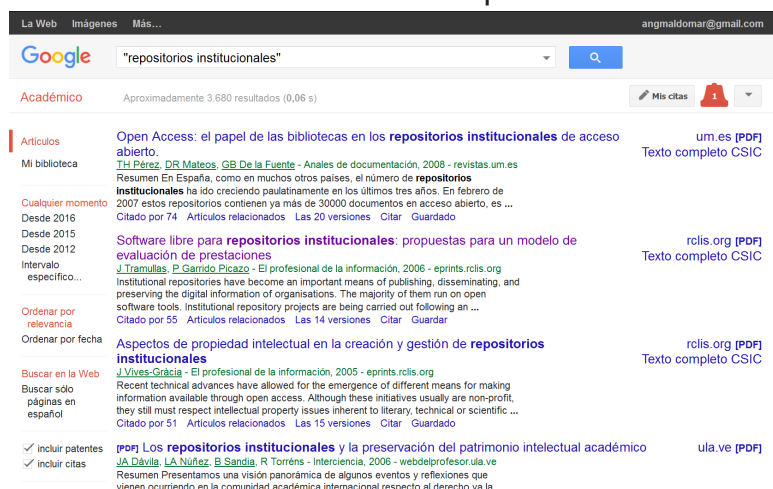 La Web Imágenes Más... angmaldomar@gmail.com
Google "repositorios institucionales"
Académico Aproximadamente 3.680 resultados (0,06 s) Mis citas 1
Artículos
Mi biblioteca
Cualquier momento
Desde 2016
Desde 2015
Desde 2012
Intervalo
específico...
Ordenar por
relevancia
Ordenar por fecha
Buscar en la Web
Buscar sólo
páginas en
español
incluir patentes
incluir citas
Open Access: el papel de las bibliotecas en los repositorios institucionales de acceso
abierto.
TH Pérez, DR Mateos, GB De la Fuente - Anales de documentación, 2008 - revistas.um.es
Resumen En España, como en muchos otros países, el número de repositorios
institucionales ha ido creciendo paulatinamente en los últimos tres años. En febrero de
2007 estos repositorios contienen ya más de 30000 documentos en acceso abierto, es ...
Citado por 74 Artículos relacionados Las 20 versiones Citar Guardado
um.es [PDF]
Texto completo CSIC
Software libre para repositorios institucionales: propuestas para un modelo de
evaluación de prestaciones
J Tramullas, P Garrido Picazo - El profesional de la información, 2006 - eprints.rclis.org
Institutional repositories have become an important means of publishing, disseminating, and
preserving the digital information of organisations. The majority of them run on open
software tools. Institutional repository projects are being carried out following an ...
Citado por 55 Artículos relacionados Las 14 versiones Citar Guardar
rclis.org [PDF]
Texto completo CSIC
Aspectos de propiedad intelectual en la creación y gestión de repositorios
institucionales
J Vives-Gràcia - El profesional de la información, 2005 - eprints.rclis.org
Recent technical advances have allowed for the emergence of different means for making
information available through open access. Although these initiatives usually are non-profit,
they still must respect intellectual property issues inherent to literary, technical or scientific ...
Citado por 51 Artículos relacionados Las 15 versiones Citar Guardado
rclis.org [PDF]
Texto completo CSIC
[PDF] Los repositorios institucionales y la preservación del patrimonio intelectual académico
JA Dávila, LA Núñez, B Sandia, R Torréns - Interciencia, 2006 - webdelprofesor.ula.ve
Resumen Presentamos una visión panorámica de algunos eventos y reflexiones que
vienen ocurriendo en la comunidad académica internacional respecto al derecho ya la
ula.ve [PDF]